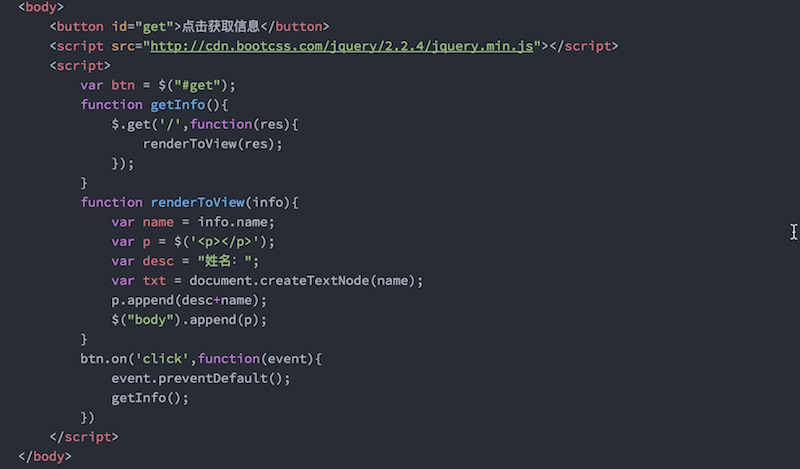 <body>
    <button id="get">点击获取信息</button>
    <script src="http://cdn.bootcss.com/jquery/2.2.4/jquery.min.js"></script>
    <script>
        var btn = $("#get");
        function getInfo(){
            $.get('/',function(res){
                renderToView(res);
            });
        }
        function renderToView(info){
            var name = info.name;
            var p = $('<p></p>');
            var desc = "姓名：";
            var txt = document.createTextNode(name);
            p.append(desc+name);
            $("body").append(p);
        }
        btn.on('click',function(event){
            event.preventDefault();
            getInfo();
        })
    </script>
</body>